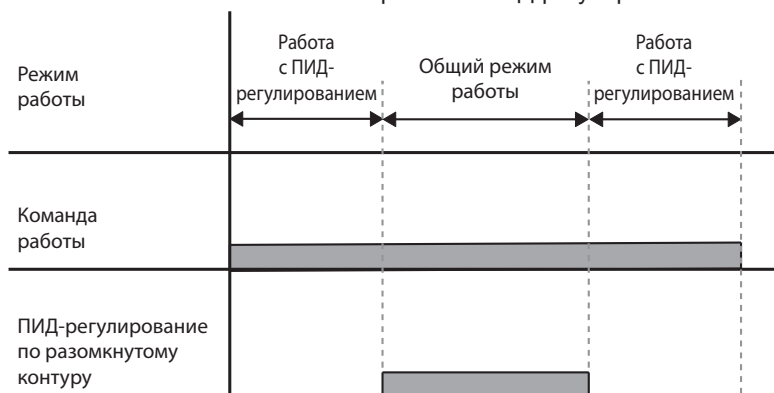 Режим
работы
Работа
с ПИД-
регулированием
Общий режим
работы
Работа
с ПИД-
регулированием
Команда
работы
ПИД-регулирование
по разомкнутому
контуру